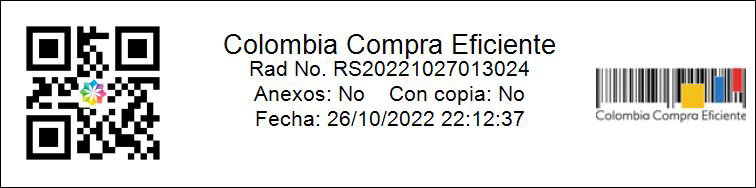 Colombia Compra Eficiente
Rad No. RS20221027013024
Anexos: No Con copia: No
Fecha: 26/10/2022 22:12:37
Colombia Compra Eficiente